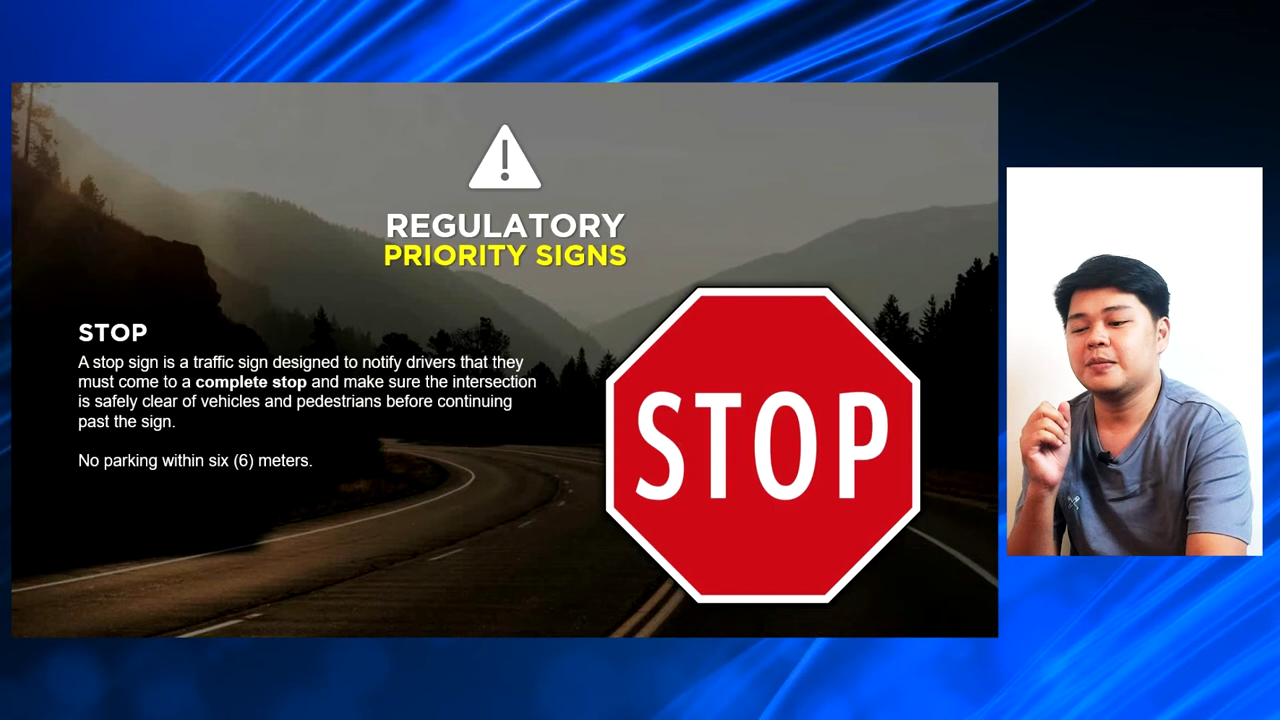 REGULATORY
PRIORITY SIGNS
STOP
A stop sign is a traffic sign designed to notify drivers that they
must come to a complete stop and make sure the intersection
is safely clear of vehicles and pedestrians before continuing
past the sign.
No parking within six (6) meters.
STOP